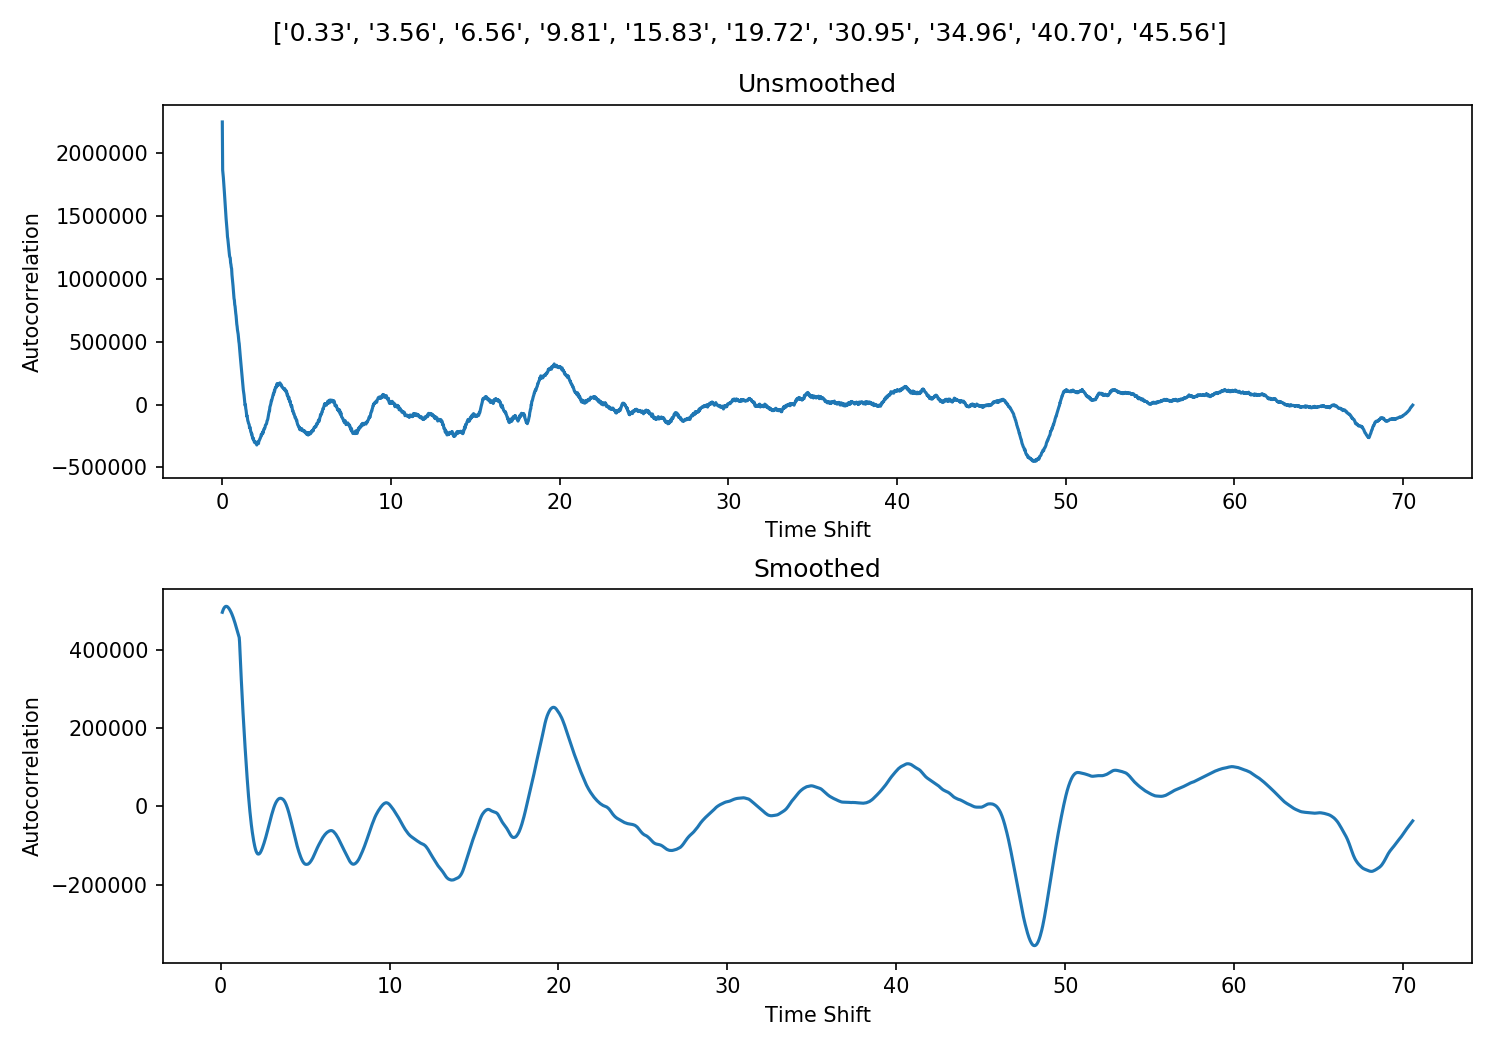 ['0.33', '3.56', '6.56', '9.81', '15.83', '19.72', '30.95', '34.96', '40.70', '45.56']
Unsmoothed
Autocorrelation
2000000
1500000
1000000
500000
0
−500000
0 10 20 30 40 50 60 70
Time Shift
Smoothed
Autocorrelation
400000
200000
0
−200000
0 10 20 30 40 50 60 70
Time Shift